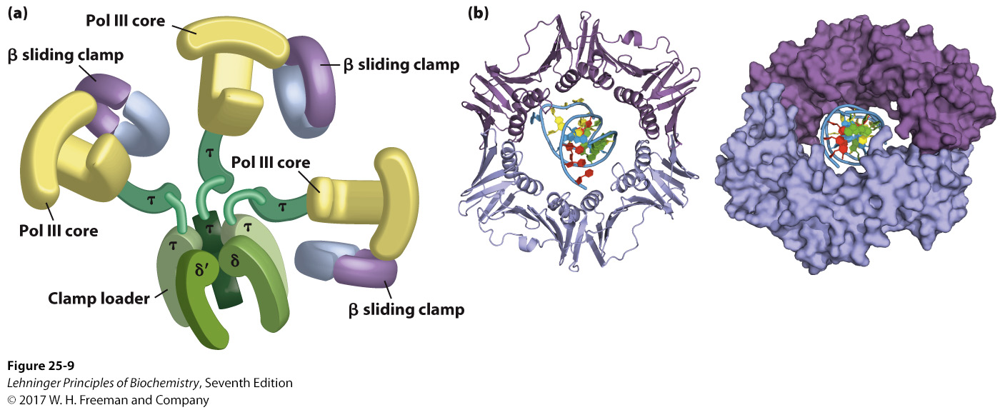 (a)
Pol III core
β sliding clamp
β sliding clamp
τ
Pol III core
τ
τ
Pol III core
τ
τ
τ
δ′
δ
Clamp loader
β sliding clamp
(b)
Figure 25-9
Lehninger Principles of Biochemistry, Seventh Edition
© 2017 W. H. Freeman and Company